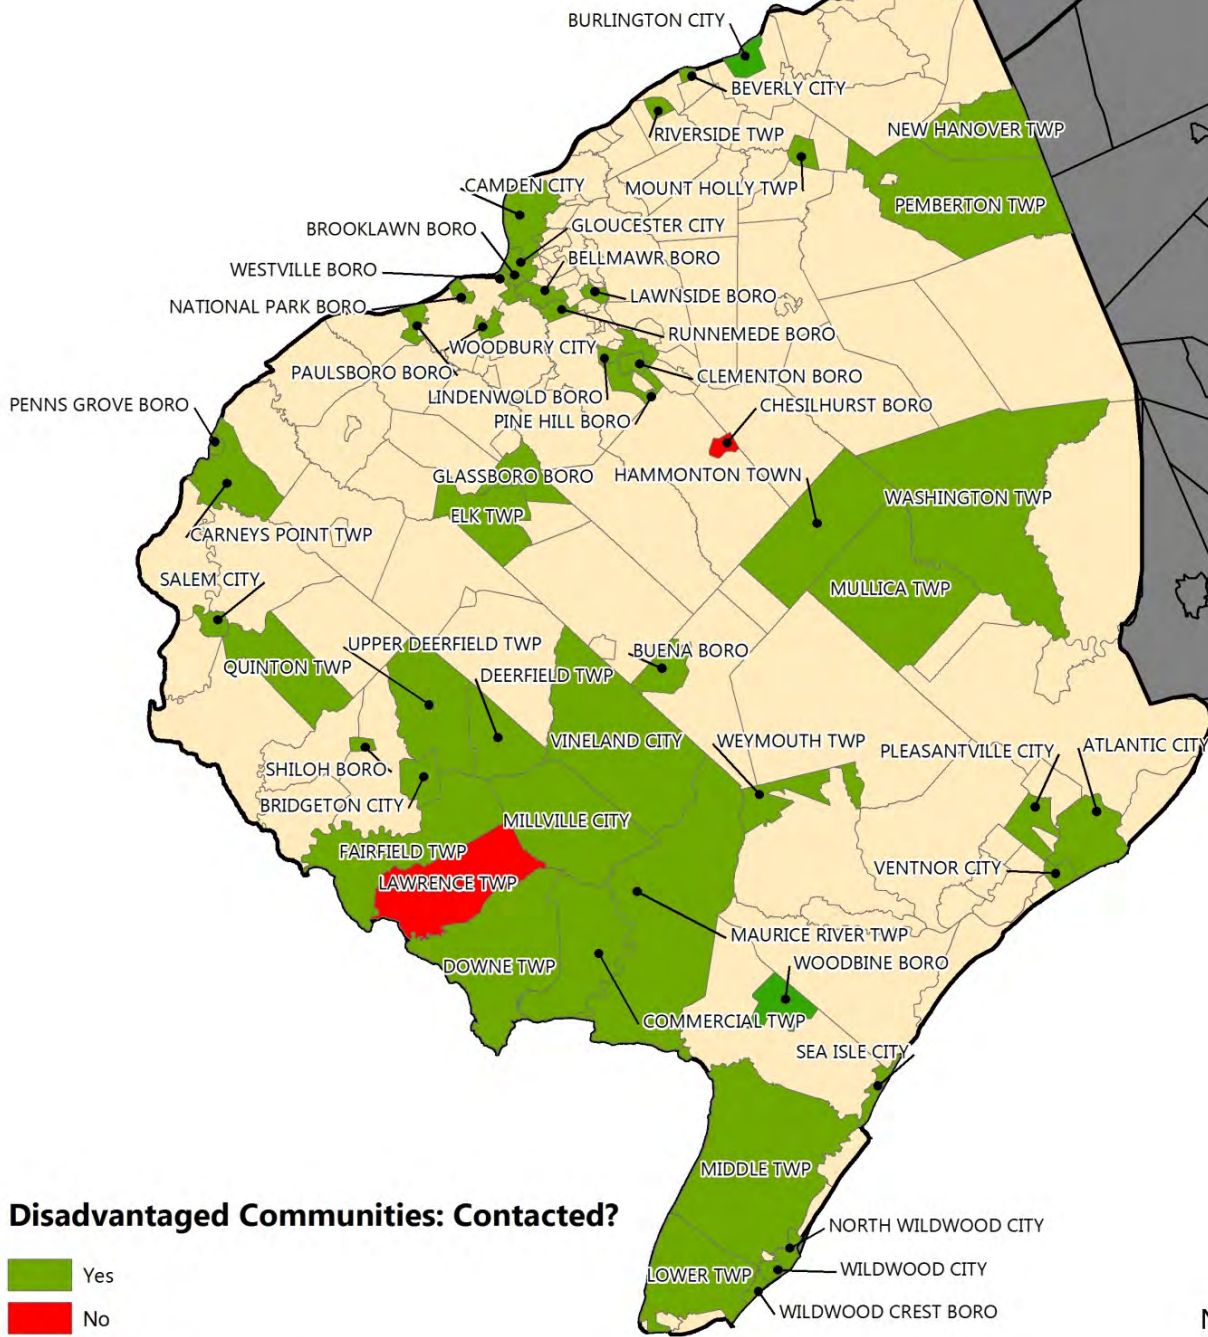 BURLINGTON CITY
BEVERLY CITY
RIVERSIDE TWP
NEW HANOVER TWP
CAMDEN CITY
MOUNT HOLLY TWP
PEMBERTON TWP
BROOKLAWN BORO
GLOUCESTER CITY
WESTVILLE BORO
BELLMAWR BORO
NATIONAL PARK BORO
LAWNSIDE BORO
RUNNEMEDE BORO
WOODBURY CITY
PAULSBORO BORO
CLEMENTON BORO
LINDENWOLD BORO
PENNS GROVE BORO
CHESILHURST BORO
PINE HILL BORO
GLASSBORO BORO
HAMMONTON TOWN
WASHINGTON TWP
ELK TWP
CARNEYS POINT TWP
SALEM CITY
MULLICA TWP
UPPER DEERFIELD TWP
BUENA BORO
QUINTON TWP
DEERFIELD TWP
VINELAND CITY
WEYMOUTH TWP
PLEASANTVILLE CITY
ATLANTIC CITY
SHILOH BORO
BRIDGETON CITY
MILLVILLE CITY
FAIRFIELD TWP
VENTNOR CITY
LAWRENCE TWP
MAURICE RIVER TWP
DOWNE TWP
WOODBINE BORO
COMMERCIAL TWP
SEA ISLE CITY
MIDDLE TWP
Disadvantaged Communities: Contacted?
NORTH WILDWOOD CITY
Yes
LOWER TWP
WILDWOOD CITY
WILDWOOD CREST BORO
No
N